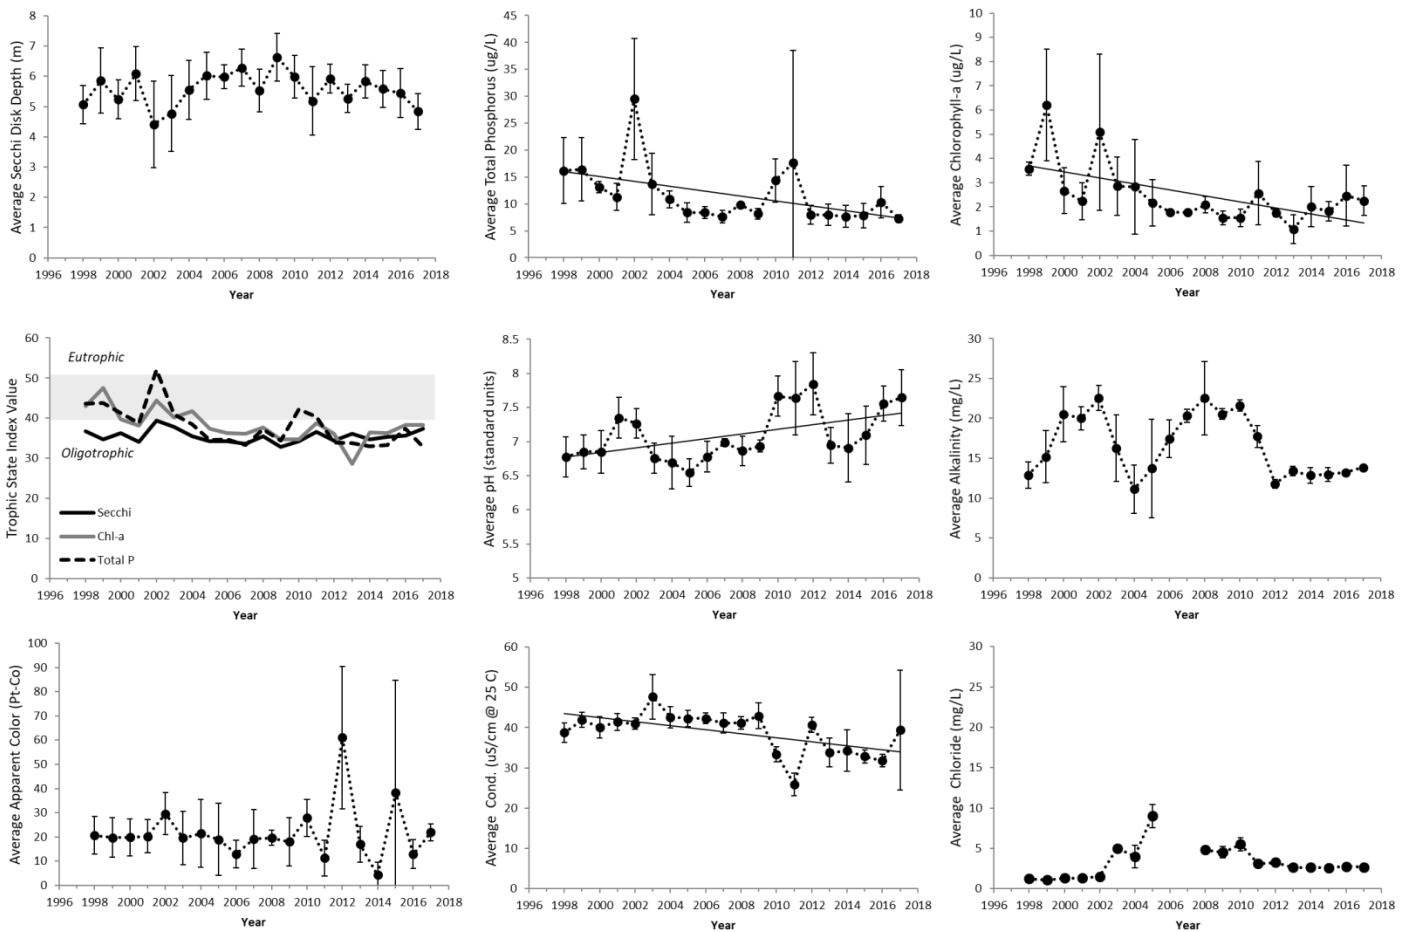 Average Secchi Disk Depth (m)
8
7
6
5
4
3
2
1
0
1996 1998 2000 2002 2004 2006 2008 2010 2012 2014 2016 2018
Year
Average Total Phosphorus (ug/L)
45
40
35
30
25
20
15
10
5
0
1996 1998 2000 2002 2004 2006 2008 2010 2012 2014 2016 2018
Year
Average Chlorophyll-a (ug/L)
10
9
8
7
6
5
4
3
2
1
0
1996 1998 2000 2002 2004 2006 2008 2010 2012 2014 2016 2018
Year
Trophic State Index Value
60
50
40
30
20
10
0
Eutrophic
Oligotrophic
Secchi
Chl-a
Total P
1996 1998 2000 2002 2004 2006 2008 2010 2012 2014 2016 2018
Year
Average pH (standard units)
8.5
8
7.5
7
6.5
6
5.5
5
1996 1998 2000 2002 2004 2006 2008 2010 2012 2014 2016 2018
Year
Average Alkalinity (mg/L)
30
25
20
15
10
5
0
1996 1998 2000 2002 2004 2006 2008 2010 2012 2014 2016 2018
Year
Average Apparent Color (Pt-Co)
100
90
80
70
60
50
40
30
20
10
0
1996 1998 2000 2002 2004 2006 2008 2010 2012 2014 2016 2018
Year
Average Cond. (uS/cm @ 25 C)
60
50
40
30
20
10
0
1996 1998 2000 2002 2004 2006 2008 2010 2012 2014 2016 2018
Year
Average Chloride (mg/L)
30
25
20
15
10
5
0
1996 1998 2000 2002 2004 2006 2008 2010 2012 2014 2016 2018
Year